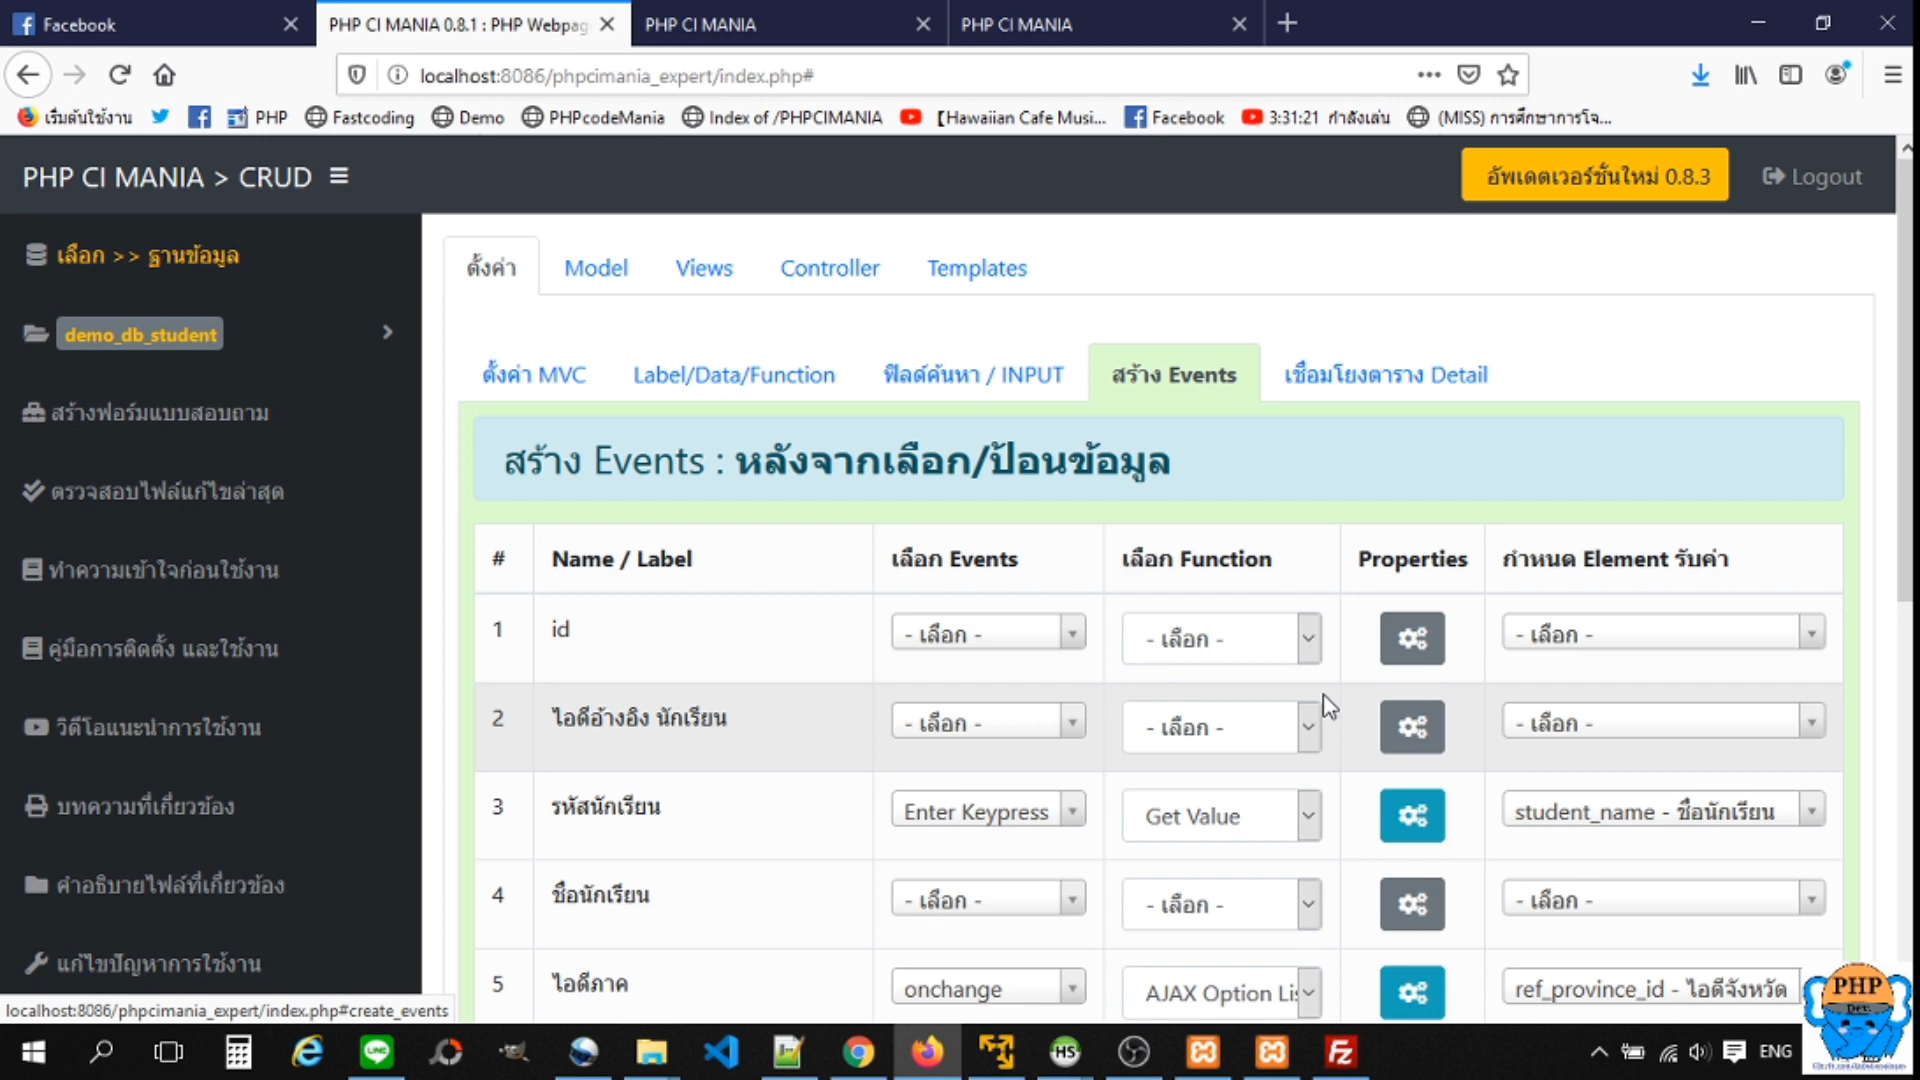 Facebook
PHP CI MANIA 0.8.1 : PHP Webpag
PHP CI MANIA
PHP CI MANIA
localhost:8086/phpcimania_expert/index.php#
เริ่มต้นใช้งาน
PHP
Fastcoding
Demo
PHPcodeMania
Index of /PHPCIMANIA
【Hawaiian Cafe Musi...
Facebook
3:31:21 กำลังเล่น
(MISS) การศึกษาการโจ...
PHP CI MANIA > CRUD
อัพเดตเวอร์ชั่นใหม่ 0.8.3
Logout
เลือก >> ฐานข้อมูล
demo_db_student
สร้างฟอร์มแบบสอบถาม
ตรวจสอบไฟล์แก้ไขล่าสุด
ทำความเข้าใจก่อนใช้งาน
คู่มือการติดตั้ง และใช้งาน
วิดีโอแนะนำการใช้งาน
บทความที่เกี่ยวข้อง
คำอธิบายไฟล์ที่เกี่ยวข้อง
แก้ไขปัญหาการใช้งาน
ตั้งค่า Model Views Controller Templates
ตั้งค่า MVC Label/Data/Function ฟิลด์ค้นหา / INPUT สร้าง Events เชื่อมโยงตาราง Detail
สร้าง Events : หลังจากเลือก/ป้อนข้อมูล
# Name / Label เลือก Events เลือก Function Properties กำหนด Element รับค่า
1 id - เลือก - - เลือก - - เลือก -
2 ไอดีอ้างอิง นักเรียน - เลือก - - เลือก - - เลือก -
3 รหัสนักเรียน Enter Keypress Get Value student_name - ชื่อนักเรียน
4 ชื่อนักเรียน - เลือก - - เลือก - - เลือก -
5 ไอดีภาค onchange AJAX Option Li ref_province_id - ไอดีจังหวัด
localhost:8086/phpcimania_expert/index.php#create_events
PHP
Dev.
ENG